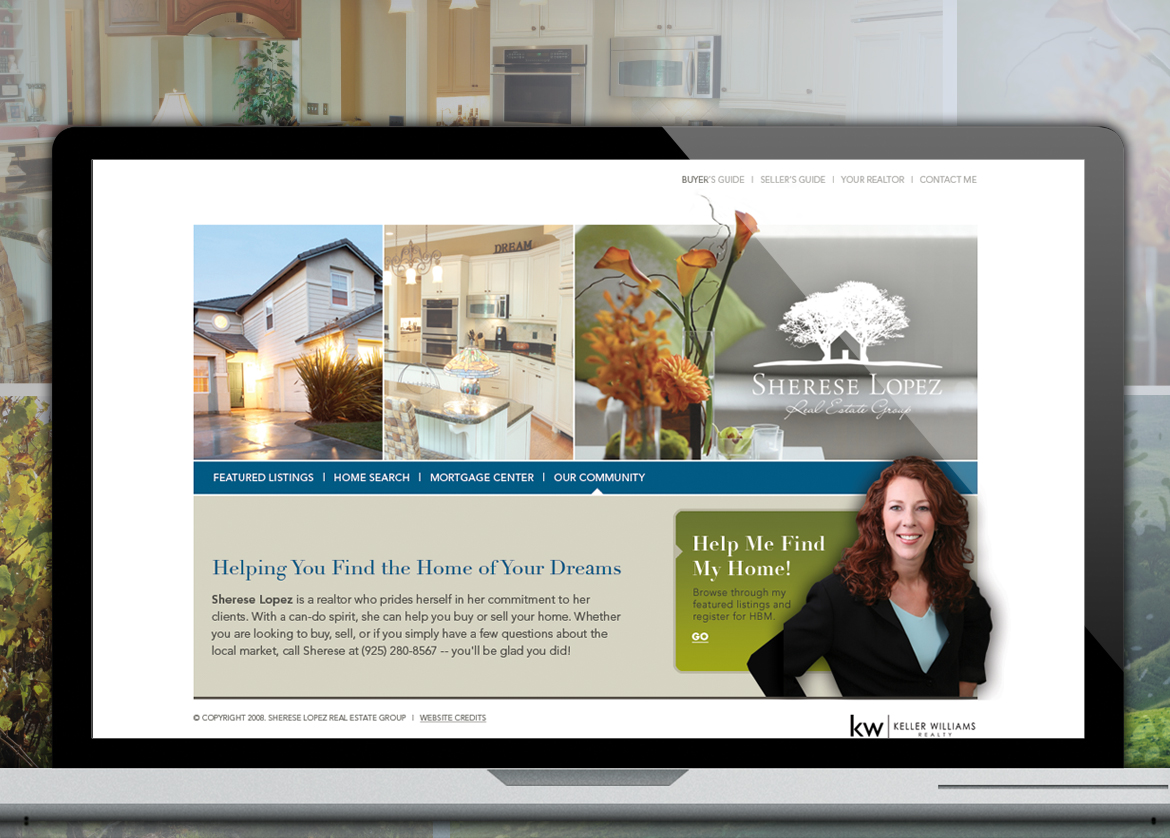 BUYER'S GUIDE | SELLER'S GUIDE | YOUR REALTOR | CONTACT ME
DREAM
SHERESE LOPEZ
Real Estate Group
FEATURED LISTINGS | HOME SEARCH | MORTGAGE CENTER | OUR COMMUNITY
Helping You Find the Home of Your Dreams
Sherese Lopez is a realtor who prides herself in her commitment to her
clients. With a can-do spirit, she can help you buy or sell your home. Whether
you are looking to buy, sell, or if you simply have a few questions about the
local market, call Sherese at (925) 280-8567 -- you'll be glad you did!
Help Me Find
My Home!
Browse through my
featured listings and
register for HBM.
GO
© COPYRIGHT 2008. SHERESE LOPEZ REAL ESTATE GROUP | WEBSITE CREDITS
kw | KELLER WILLIAMS
REALTY